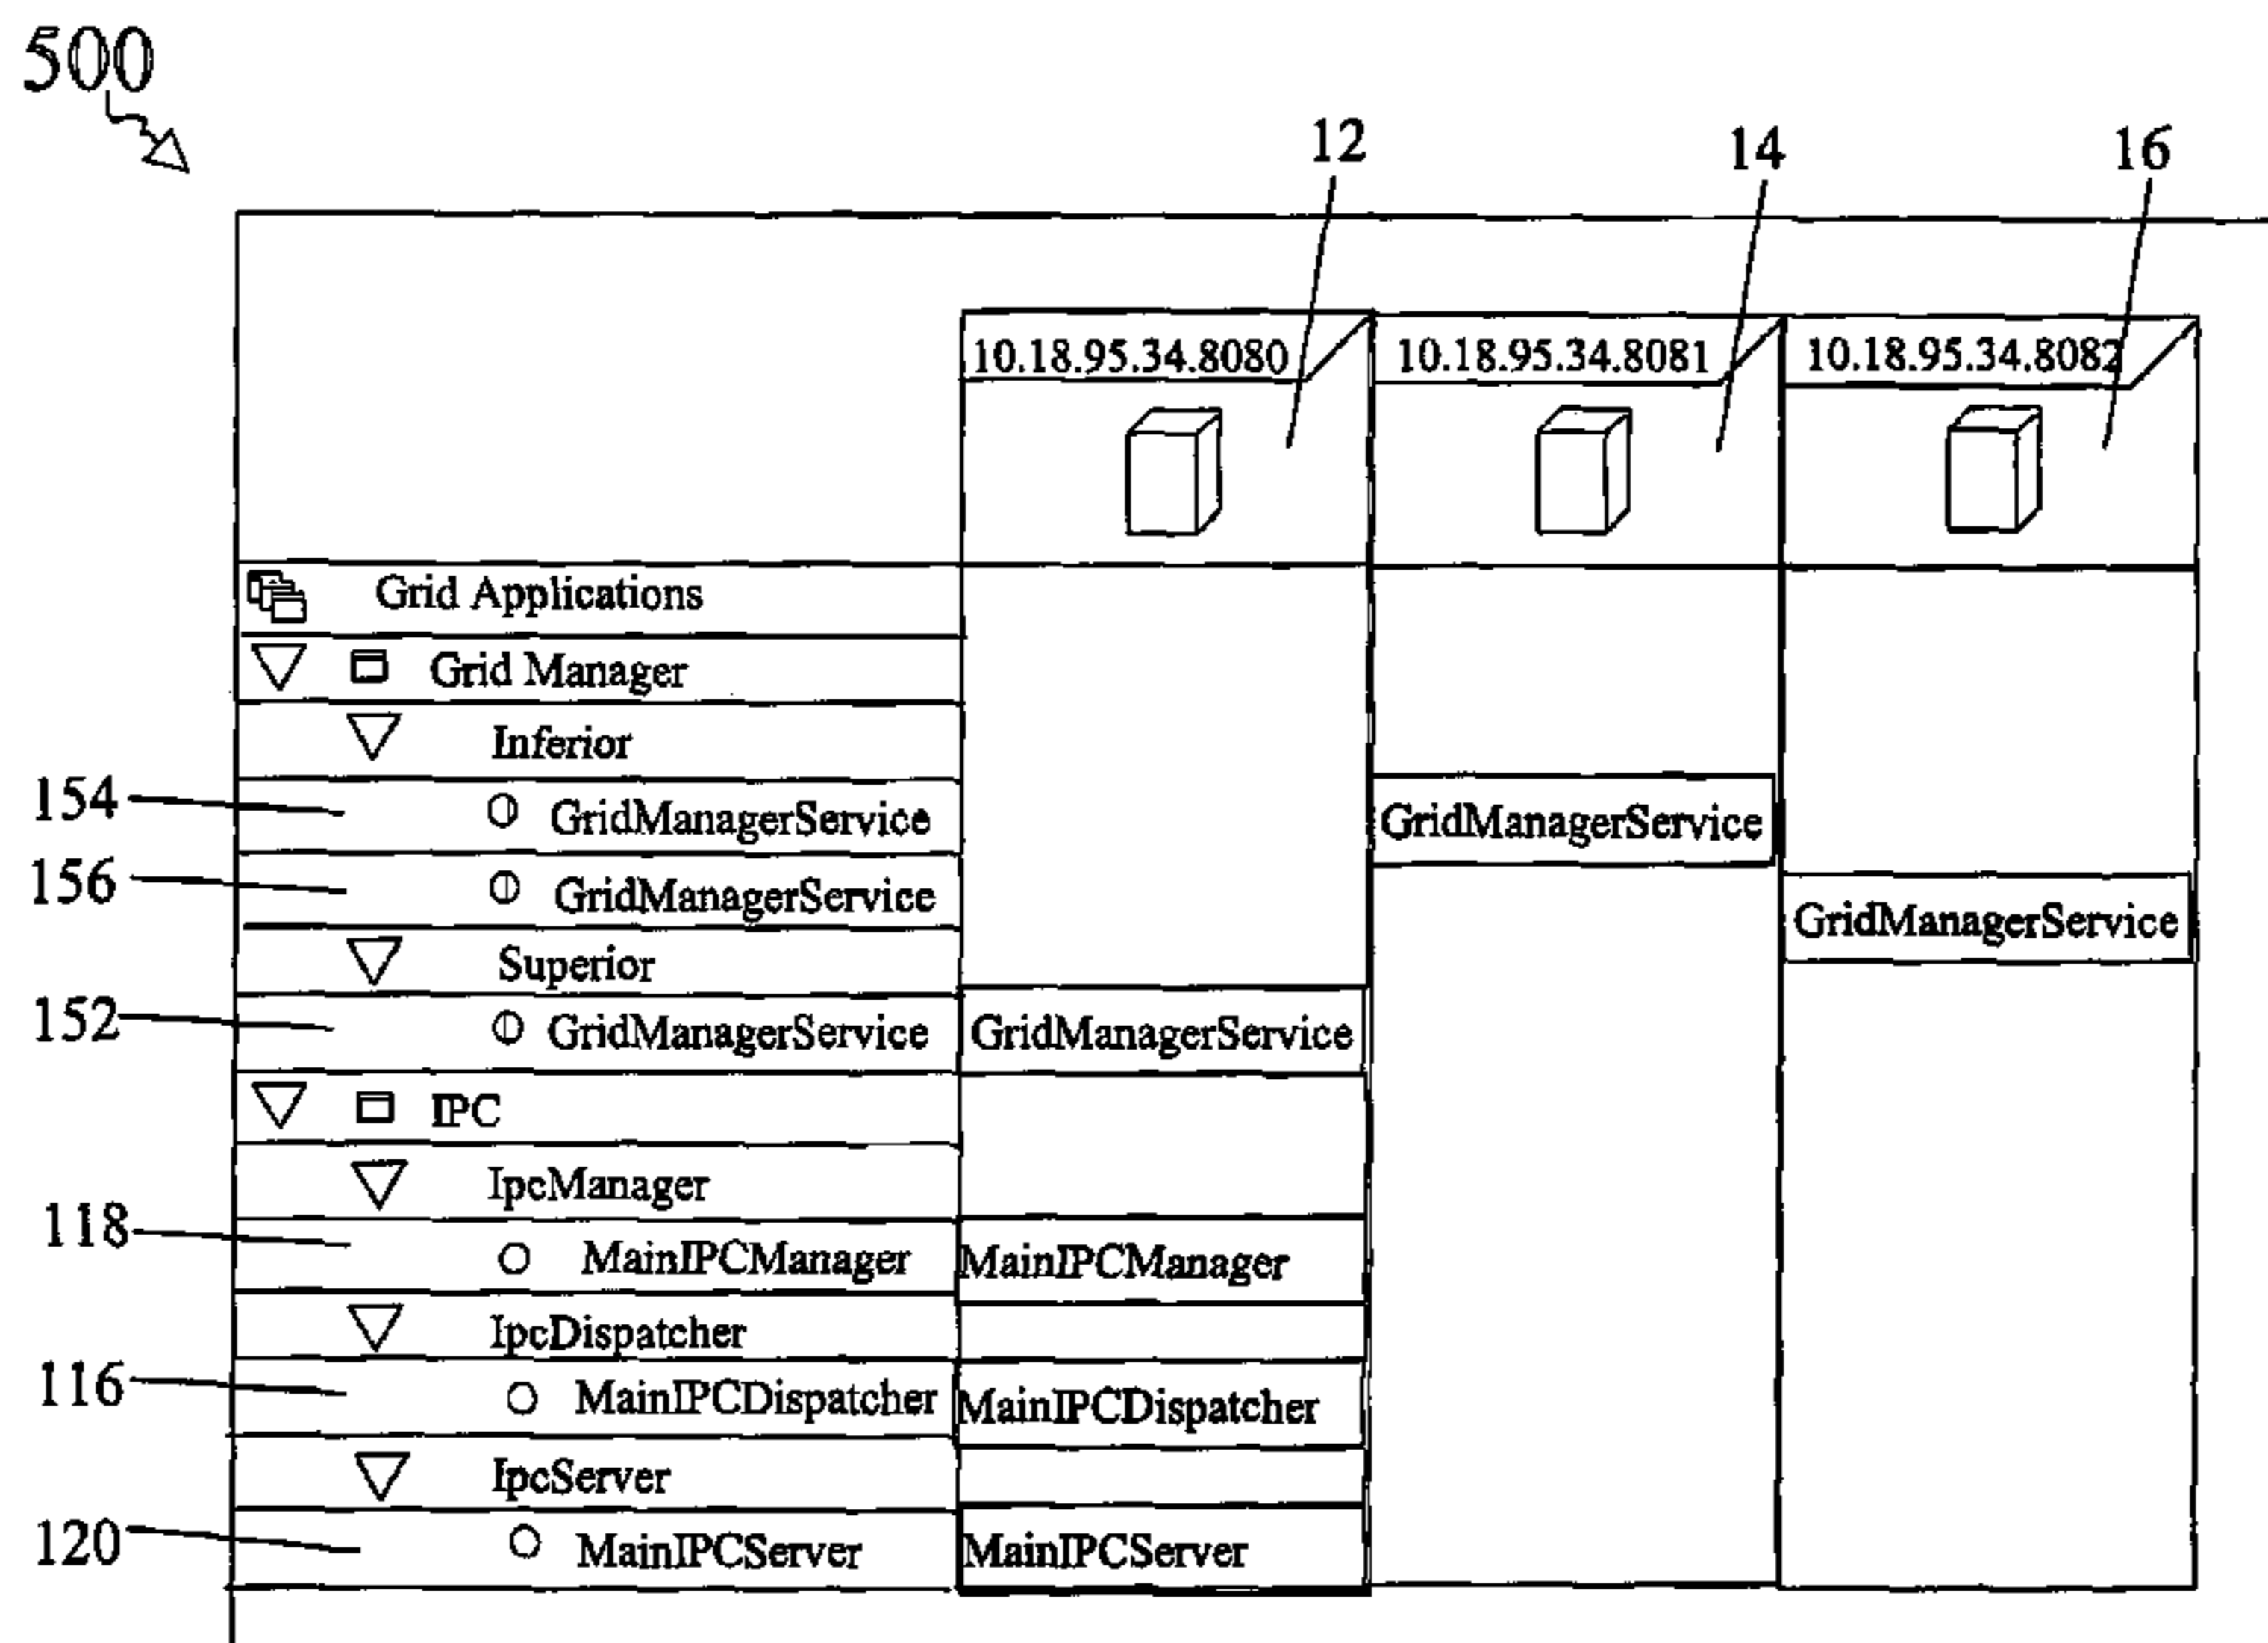 500
12 14 16
10.18.95.34.8080 10.18.95.34.8081 10.18.95.34.8082
Grid Applications
Grid Manager
Inferior
154 GridManagerService GridManagerService
156 GridManagerService GridManagerService
Superior
152 GridManagerService GridManagerService
IPC
IpcManager
118 MainIPCManager MainIPCManager
IpcDispatcher
116 MainIPCDispatcher MainIPCDispatcher
IpcServer
120 MainIPCServer MainIPCServer